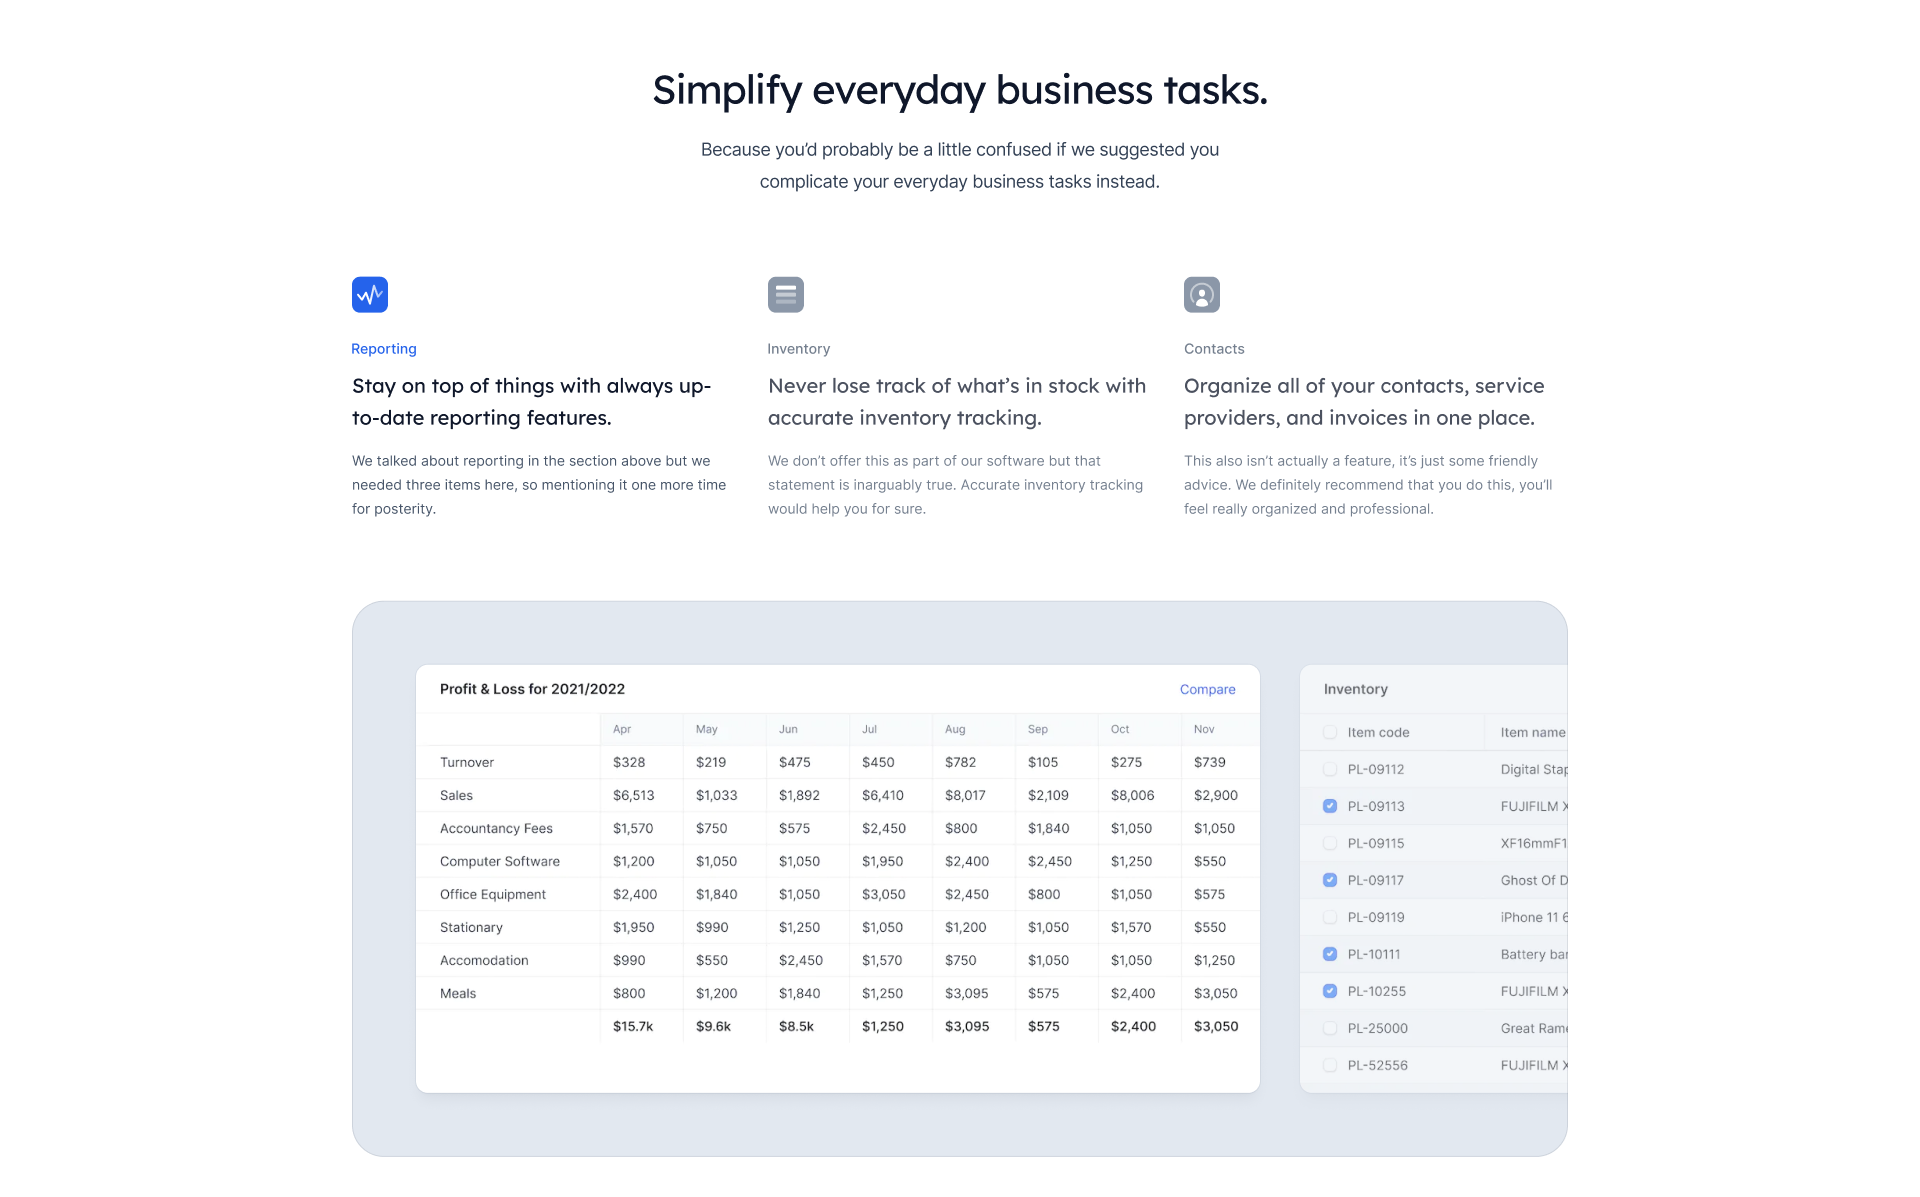 Simplify everyday business tasks.
Because you’d probably be a little confused if we suggested you
complicate your everyday business tasks instead.
Reporting
Stay on top of things with always up-
to-date reporting features.
We talked about reporting in the section above but we
needed three items here, so mentioning it one more time
for posterity.
Inventory
Never lose track of what’s in stock with
accurate inventory tracking.
We don’t offer this as part of our software but that
statement is inarguably true. Accurate inventory tracking
would help you for sure.
Contacts
Organize all of your contacts, service
providers, and invoices in one place.
This also isn’t actually a feature, it’s just some friendly
advice. We definitely recommend that you do this, you’ll
feel really organized and professional.
Profit & Loss for 2021/2022 Compare
Apr May Jun Jul Aug Sep Oct Nov
Turnover $328 $219 $475 $450 $782 $105 $275 $739
Sales $6,513 $1,033 $1,892 $6,410 $8,017 $2,109 $8,006 $2,900
Accountancy Fees $1,570 $750 $575 $2,450 $800 $1,840 $1,050 $1,050
Computer Software $1,200 $1,050 $1,050 $1,950 $2,400 $2,450 $1,250 $550
Office Equipment $2,400 $1,840 $1,050 $3,050 $2,450 $800 $1,050 $575
Stationary $1,950 $990 $1,250 $1,050 $1,200 $1,050 $1,570 $550
Accomodation $990 $550 $2,450 $1,570 $750 $1,050 $1,050 $1,250
Meals $800 $1,200 $1,840 $1,250 $3,095 $575 $2,400 $3,050
$15.7k $9.6k $8.5k $1,250 $3,095 $575 $2,400 $3,050
Inventory
Item code Item name
PL-09112 Digital
PL-09113 FUJIFILM
PL-09115 XF16mmF1
PL-09117 Ghost Of
PL-09119 iPhone 11
PL-10111 Battery
PL-10255 FUJIFILM
PL-25000 Great
PL-52556 FUJIFILM